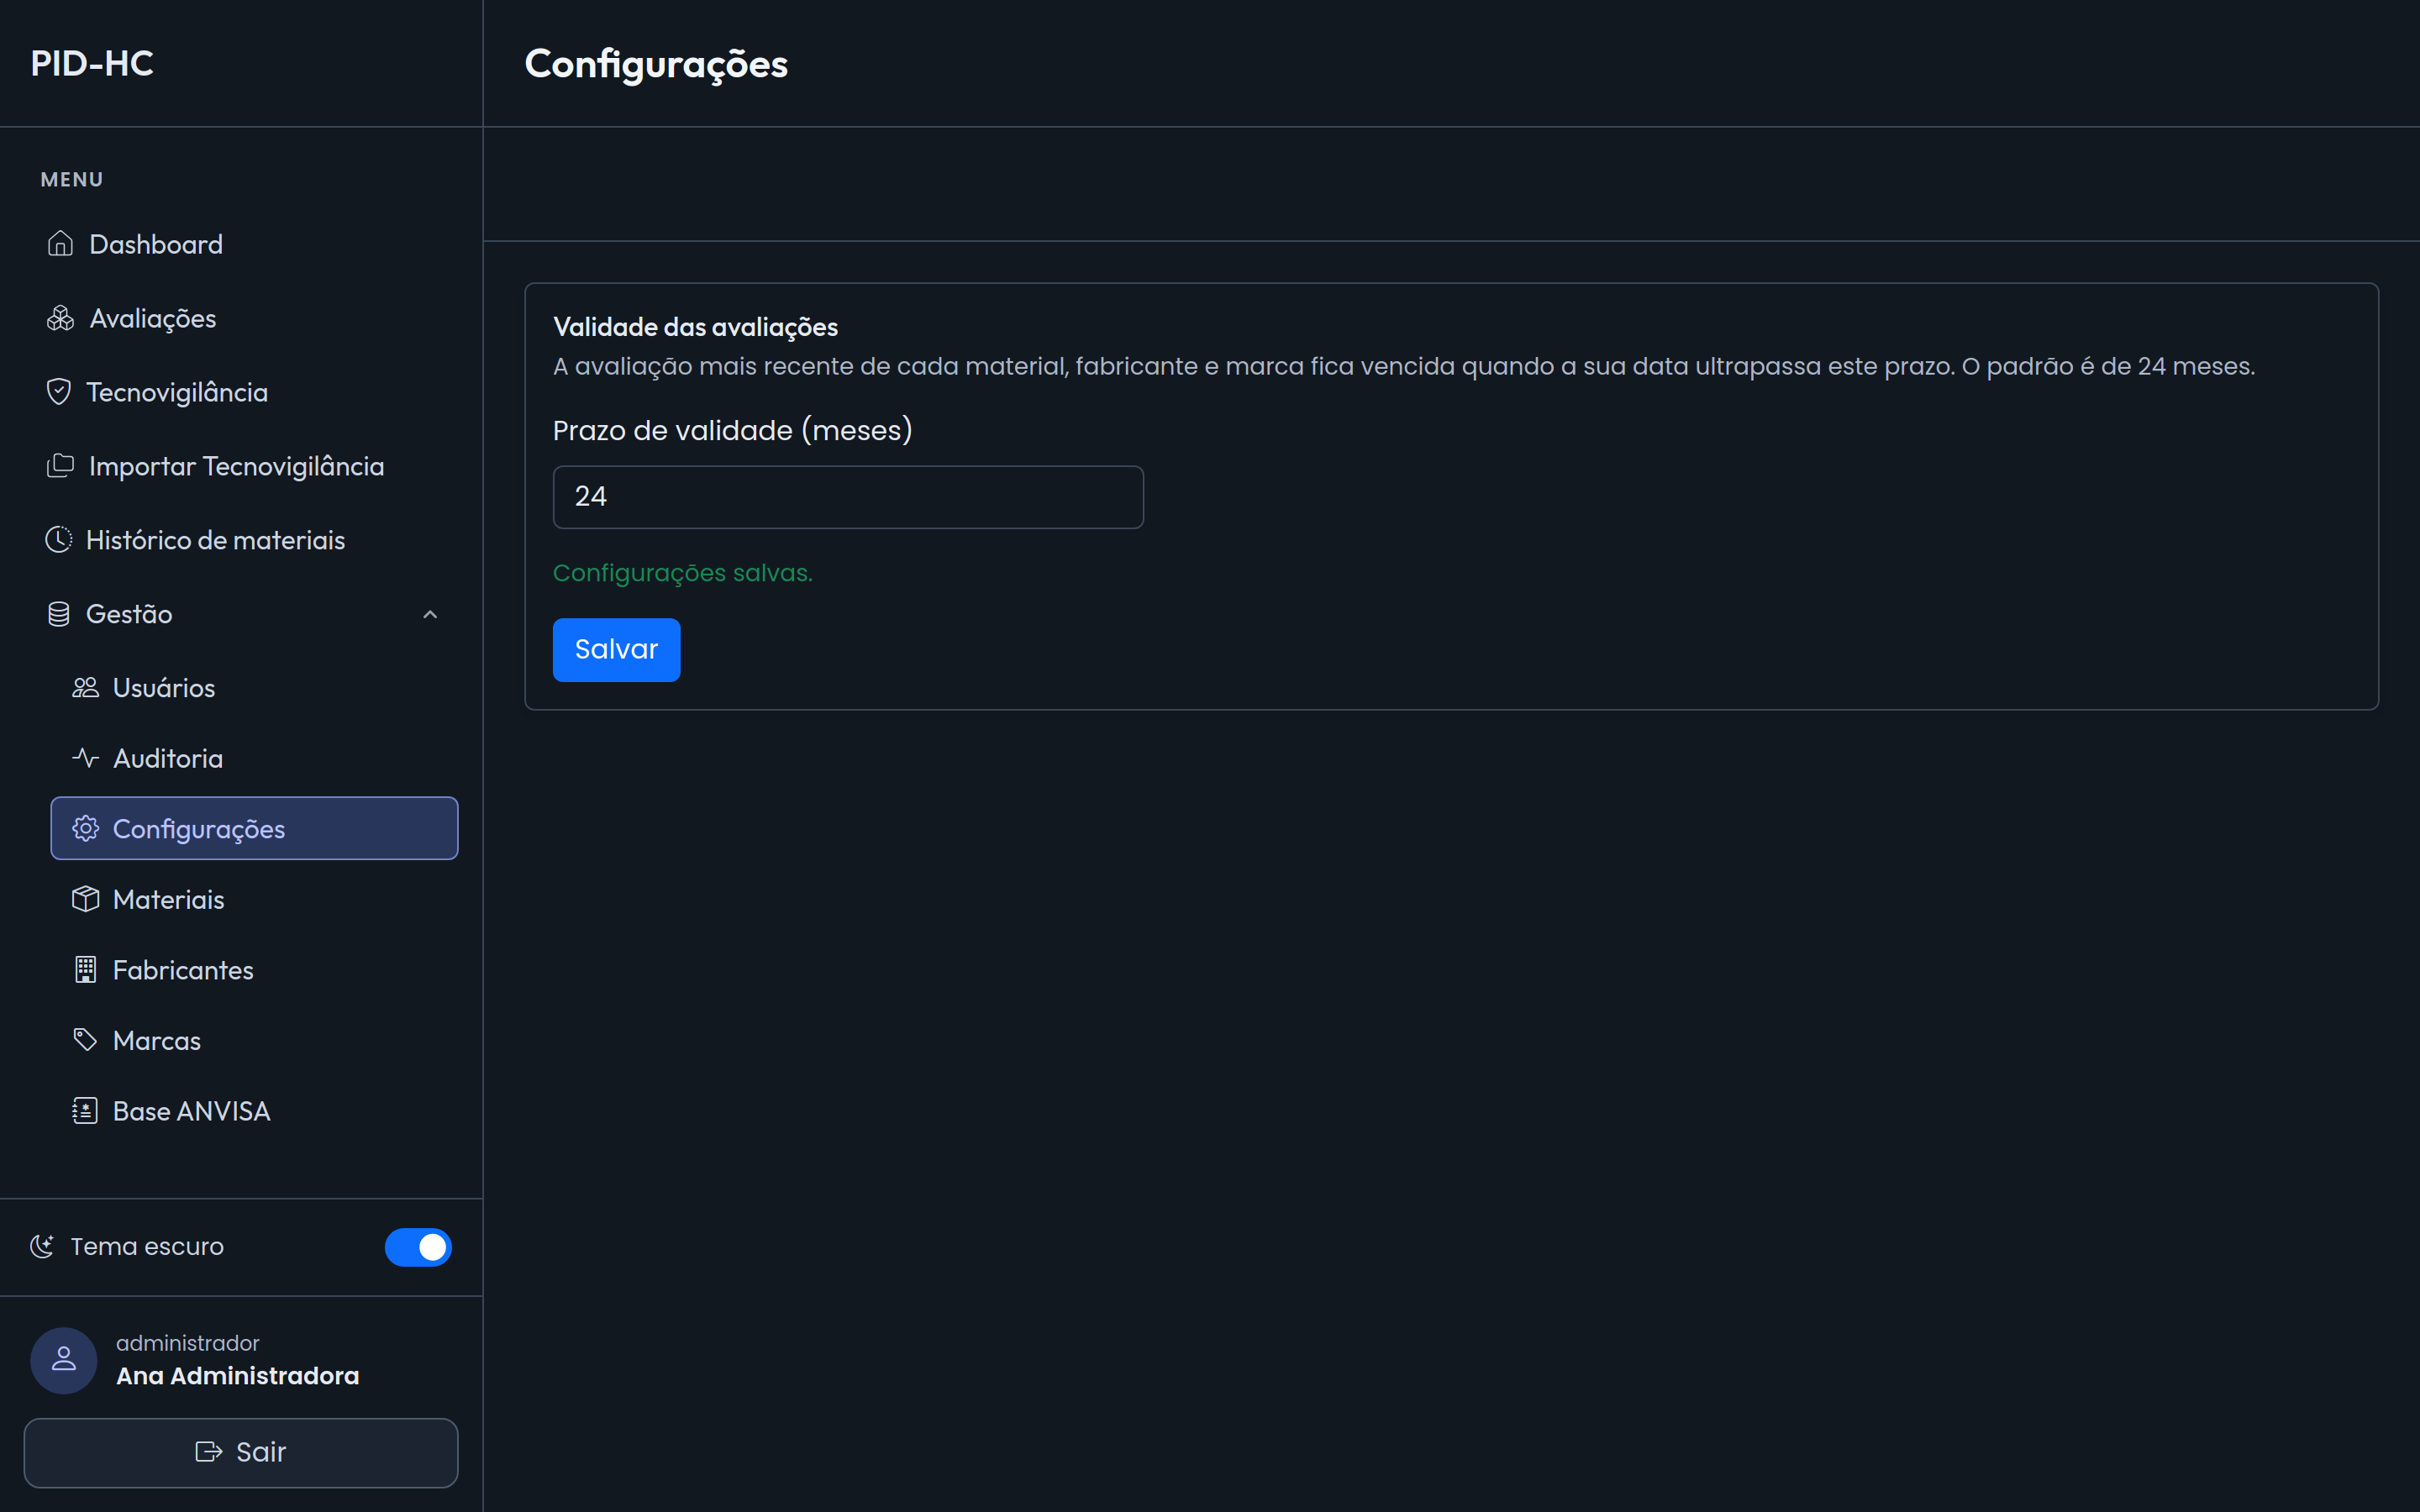 PID-HC
Configurações
MENU
Dashboard
Avaliações
Tecnovigilância
Importar Tecnovigilância
Histórico de materiais
Gestão
Usuários
Auditoria
Configurações
Materiais
Fabricantes
Marcas
Base ANVISA
Tema escuro
administrador
Ana Administradora
Sair
Validade das avaliações
A avaliação mais recente de cada material, fabricante e marca fica vencida quando a sua data ultrapassa este prazo. O padrão é de 24 meses.
Prazo de validade (meses)
24
Configurações salvas.
Salvar